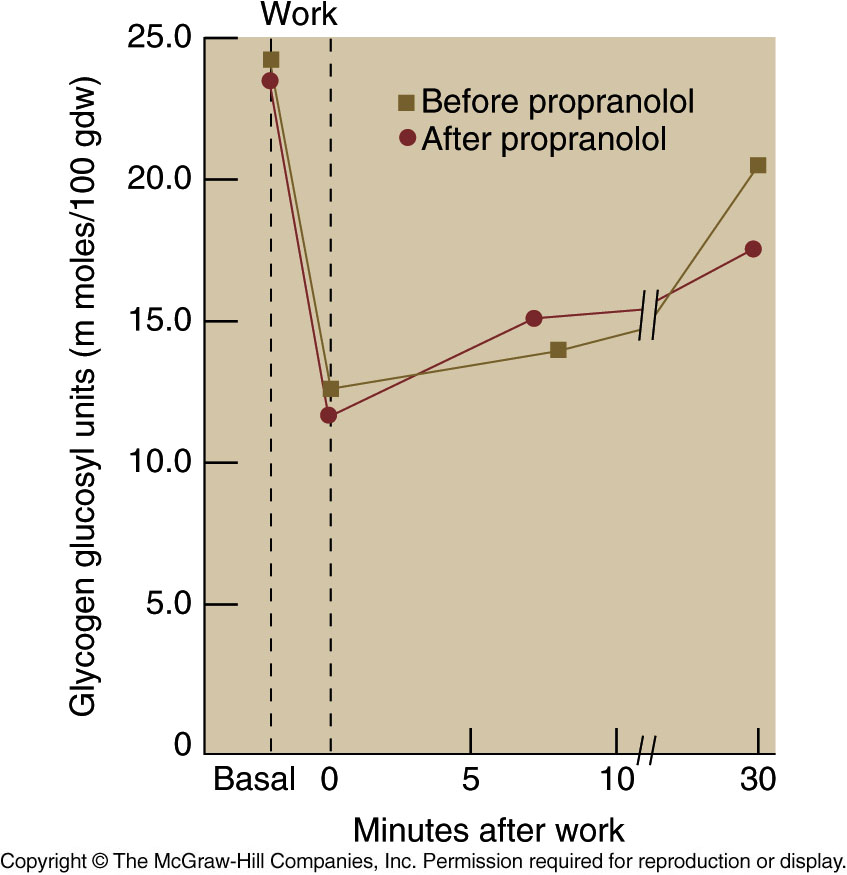 Work
25.0
Before propranolol
After propranolol
20.0
15.0
10.0
5.0
0
Glycogen glucosyl units (m moles/100 gdw)
Basal 0 5 10 30
Minutes after work
Copyright © The McGraw-Hill Companies, Inc. Permission required for reproduction or display.